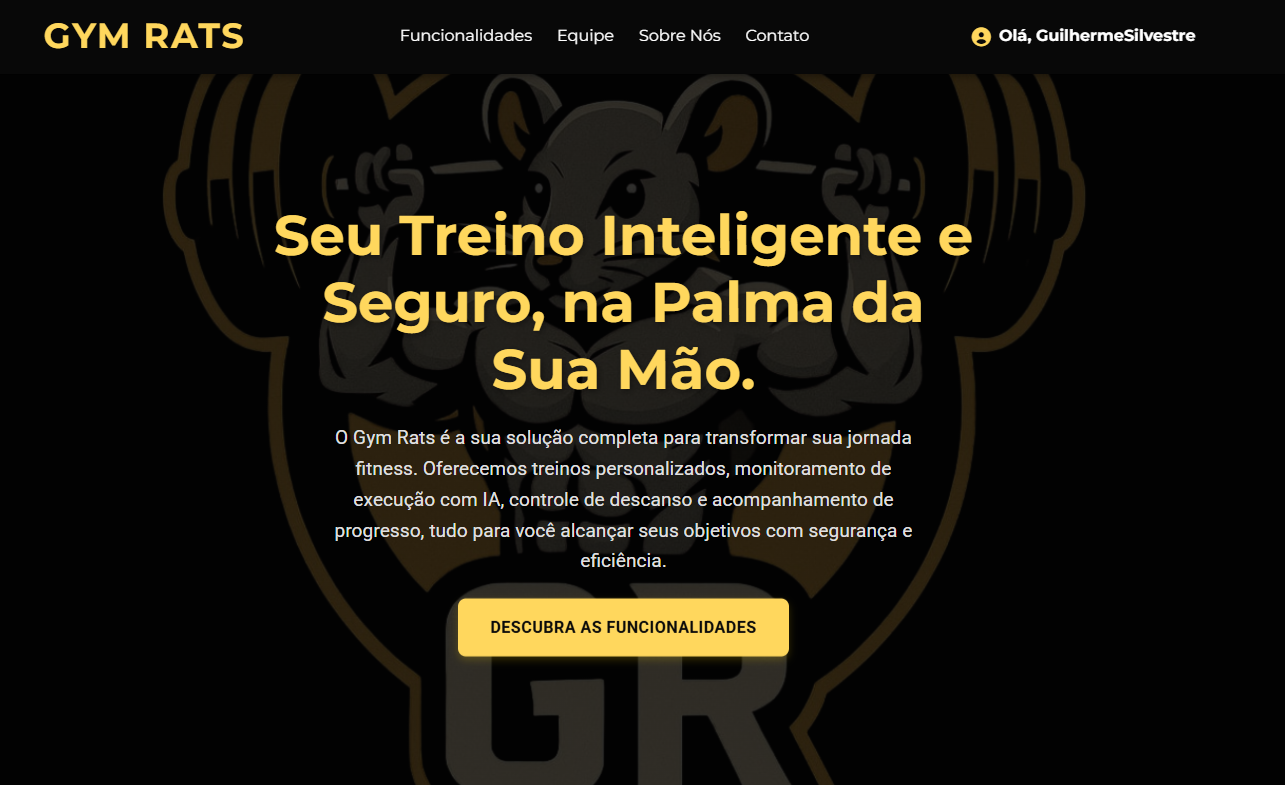 GYM RATS
Funcionalidades Equipe Sobre Nós Contato
Olá, GuilhermeSilvestre
Seu Treino Inteligente e
Seguro, na Palma da
Sua Mão.
O Gym Rats é a sua solução completa para transformar sua jornada
fitness. Oferecemos treinos personalizados, monitoramento de
execução com IA, controle de descanso e acompanhamento de
progresso, tudo para você alcançar seus objetivos com segurança e
eficiência.
DESCUBRA AS FUNCIONALIDADES
GR